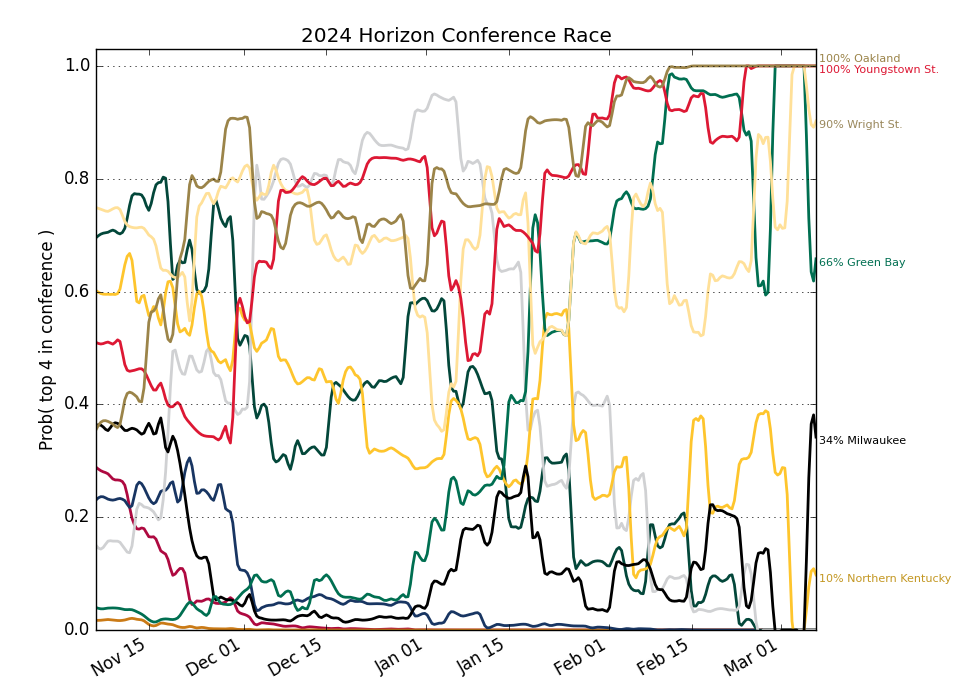 2024 Horizon Conference Race
Prob( top 4 in conference )
1.0
0.8
0.6
0.4
0.2
0.0
Nov 15
Dec 01
Dec 15
Jan 01
Jan 15
Feb 01
Feb 15
Mar 01
100% Oakland
100% Youngstown St.
90% Wright St.
66% Green Bay
34% Milwaukee
10% Northern Kentucky